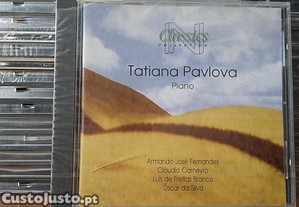 Classics
Tatiana Pavlova
Piano
Armando José Fernandes
Cláudio Carneyro
Luís de Freitas Branco
Óscar da Silva
CustoJusto.pt